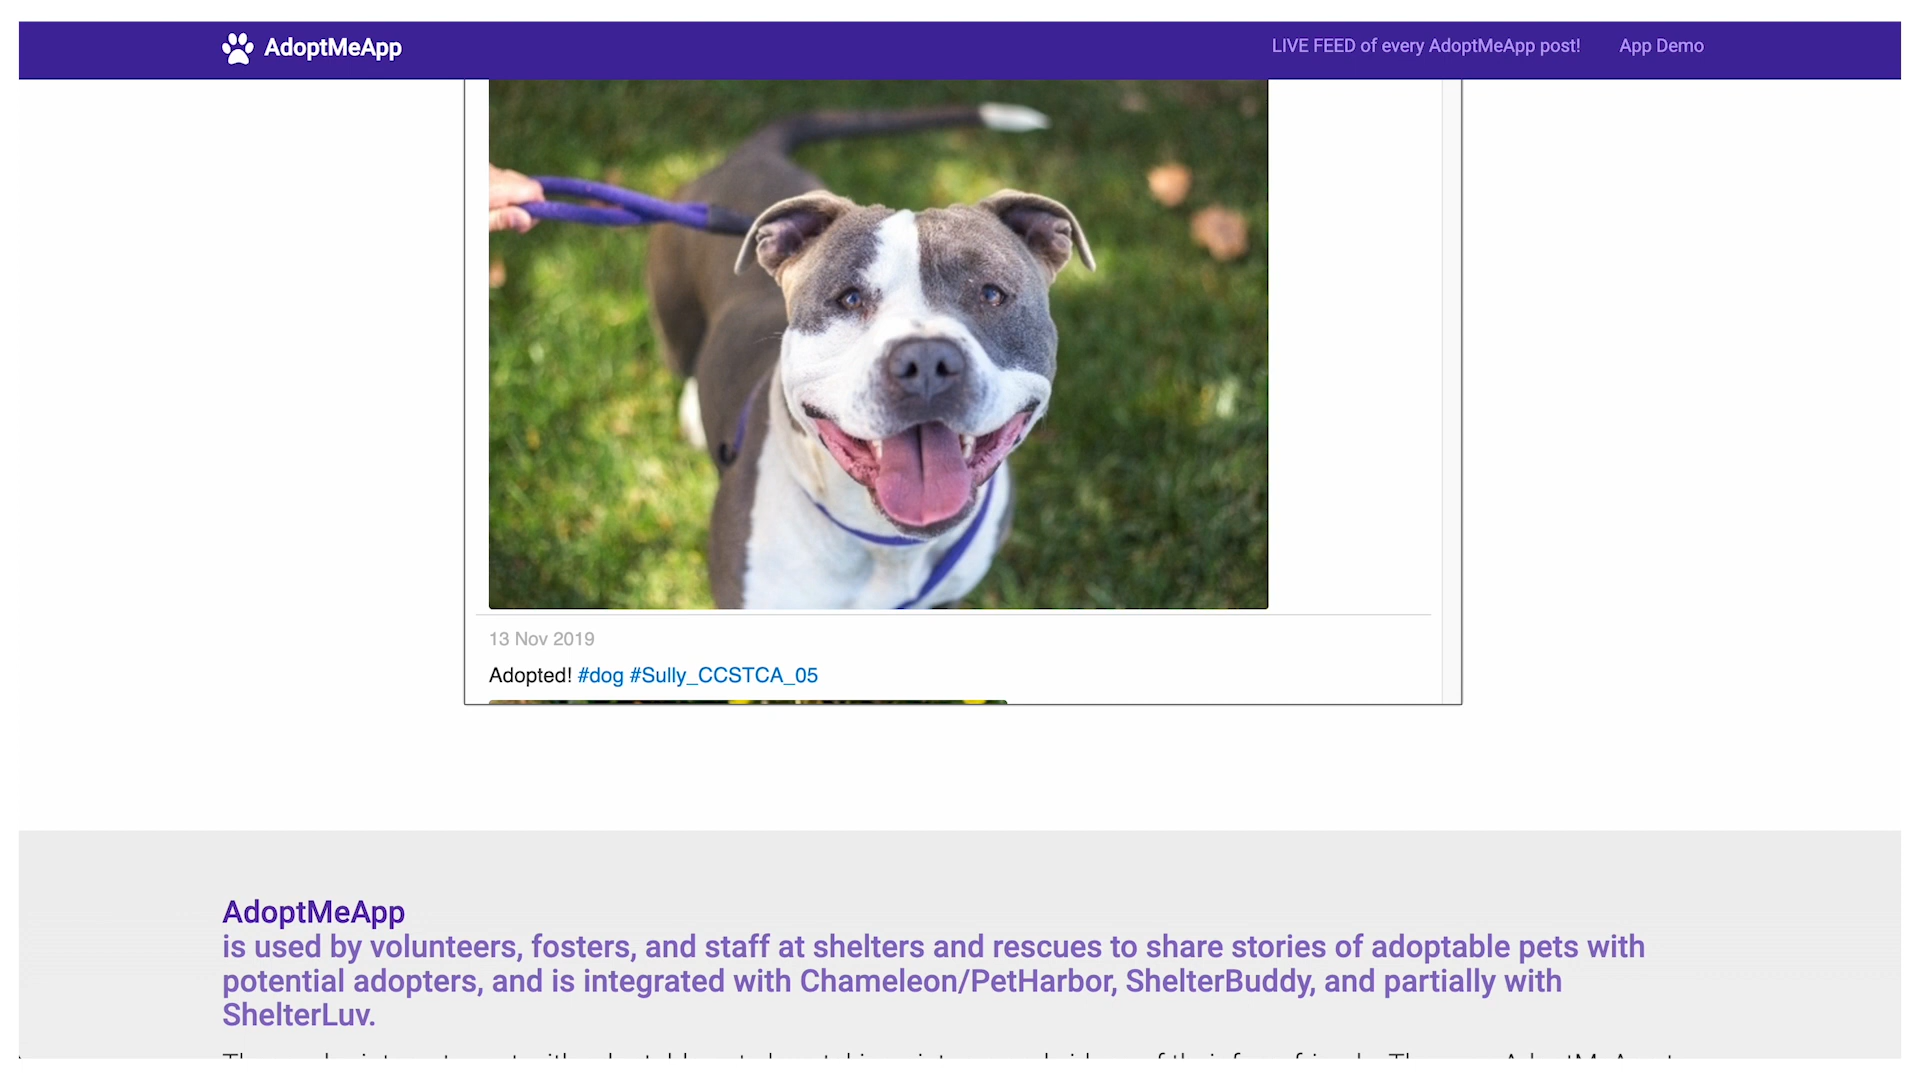 AdoptMeApp
LIVE FEED of every AdoptMeApp post! App Demo
13 Nov 2019
Adopted! #dog #Sully_CCSTCA_05
AdoptMeApp
is used by volunteers, fosters, and staff at shelters and rescues to share stories of adoptable pets with
potential adopters, and is integrated with Chameleon/PetHarbor, ShelterBuddy, and partially with
ShelterLuv.